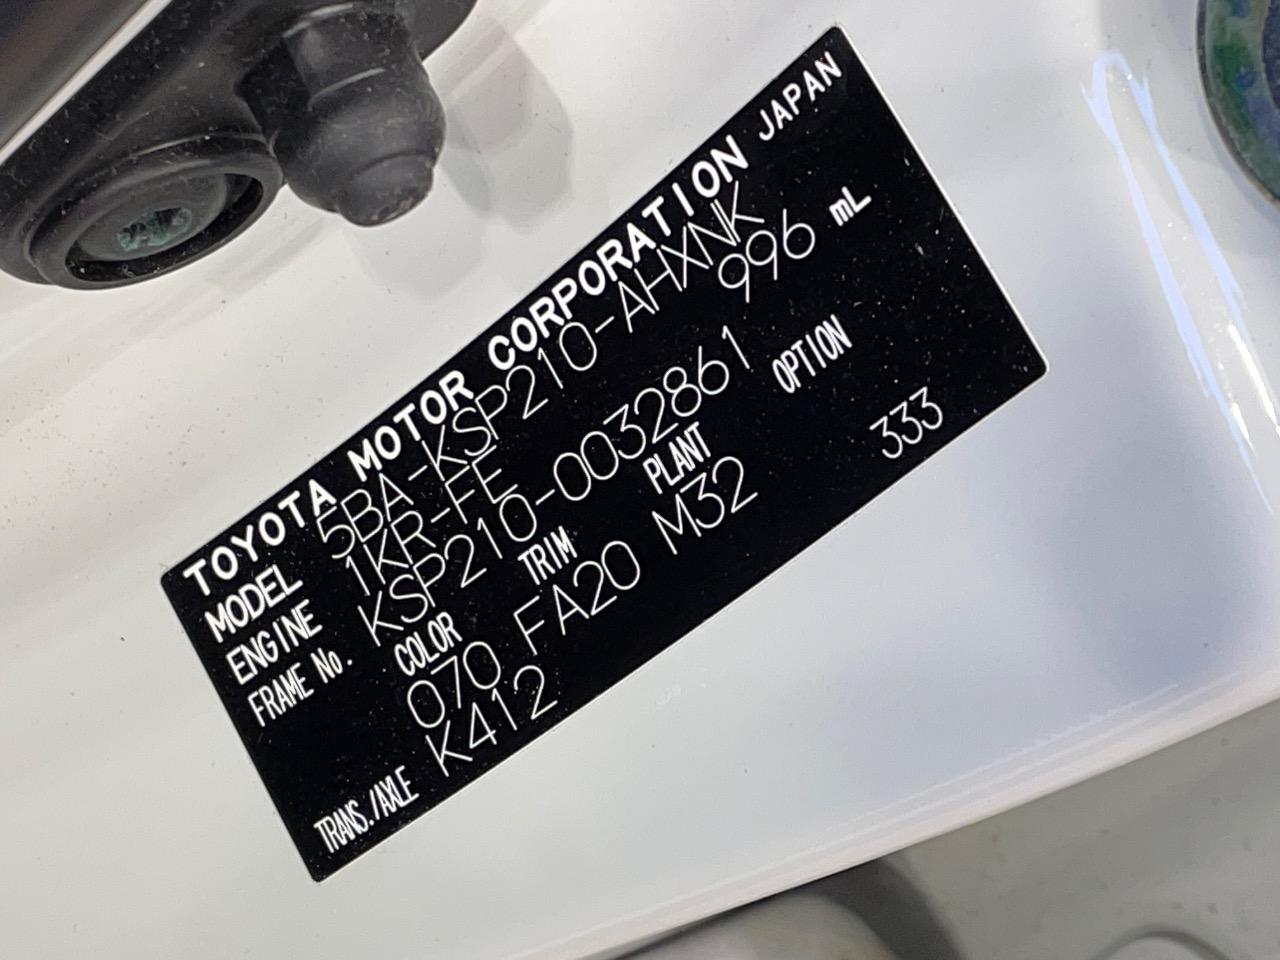 TOYOTA MOTOR CORPORATION JAPAN
MODEL 5BA-KSP210-AHXNK
ENGINE 1KR-FE 996 mL
FRAME No. KSP210-0032861
COLOR TRIM PLANT OPTION
070 FA20 M32 333
TRANS./AXLE K412